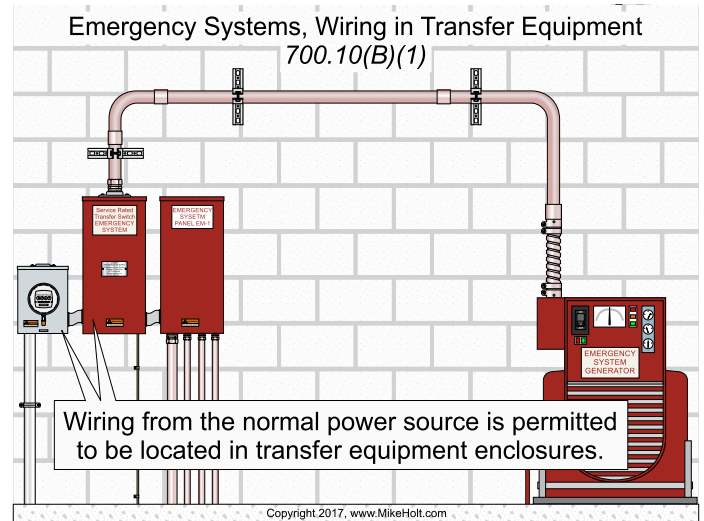 Emergency Systems, Wiring in Transfer Equipment
700.10(B)(1)
Service Rated
Transfer Switch
EMERGENCY
SYSTEM
EMERGENCY
SYSETM
PANEL EM-1
EMERGENCY
SYSTEM
GENERATOR
Wiring from the normal power source is permitted
to be located in transfer equipment enclosures.
Copyright 2017, www.MikeHolt.com